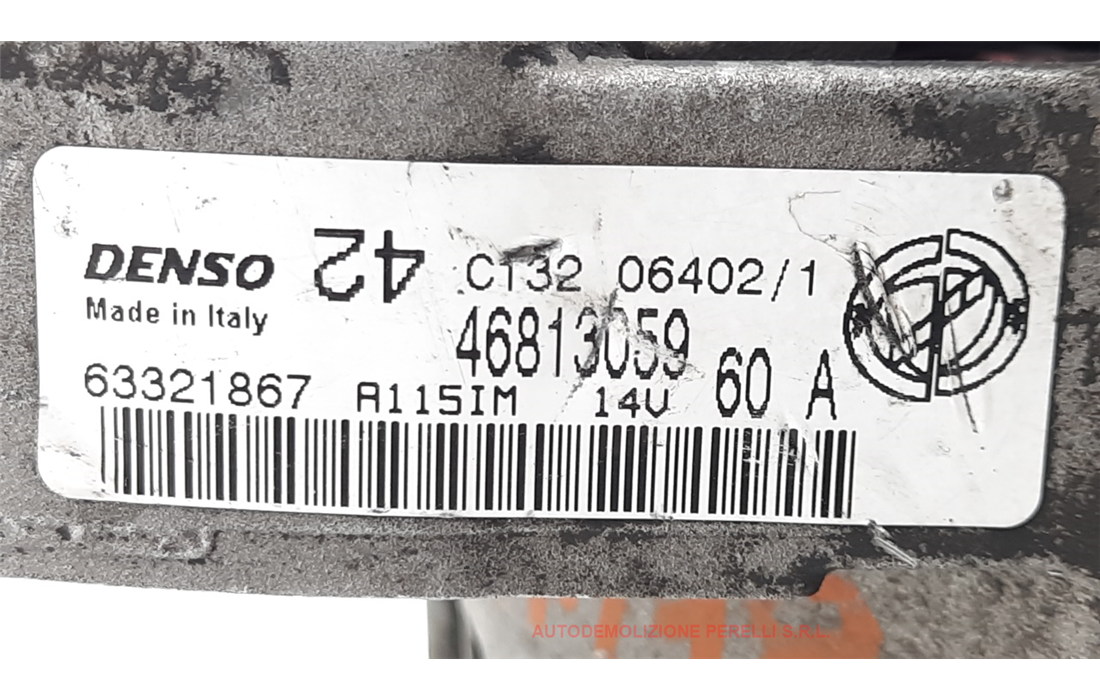 DENSO 42 CT32 06402/1
Made in Italy 46813059 60 A
63321867 A115IM 14V
AUTODEMOLIZIONE PERELLI S.R.L.